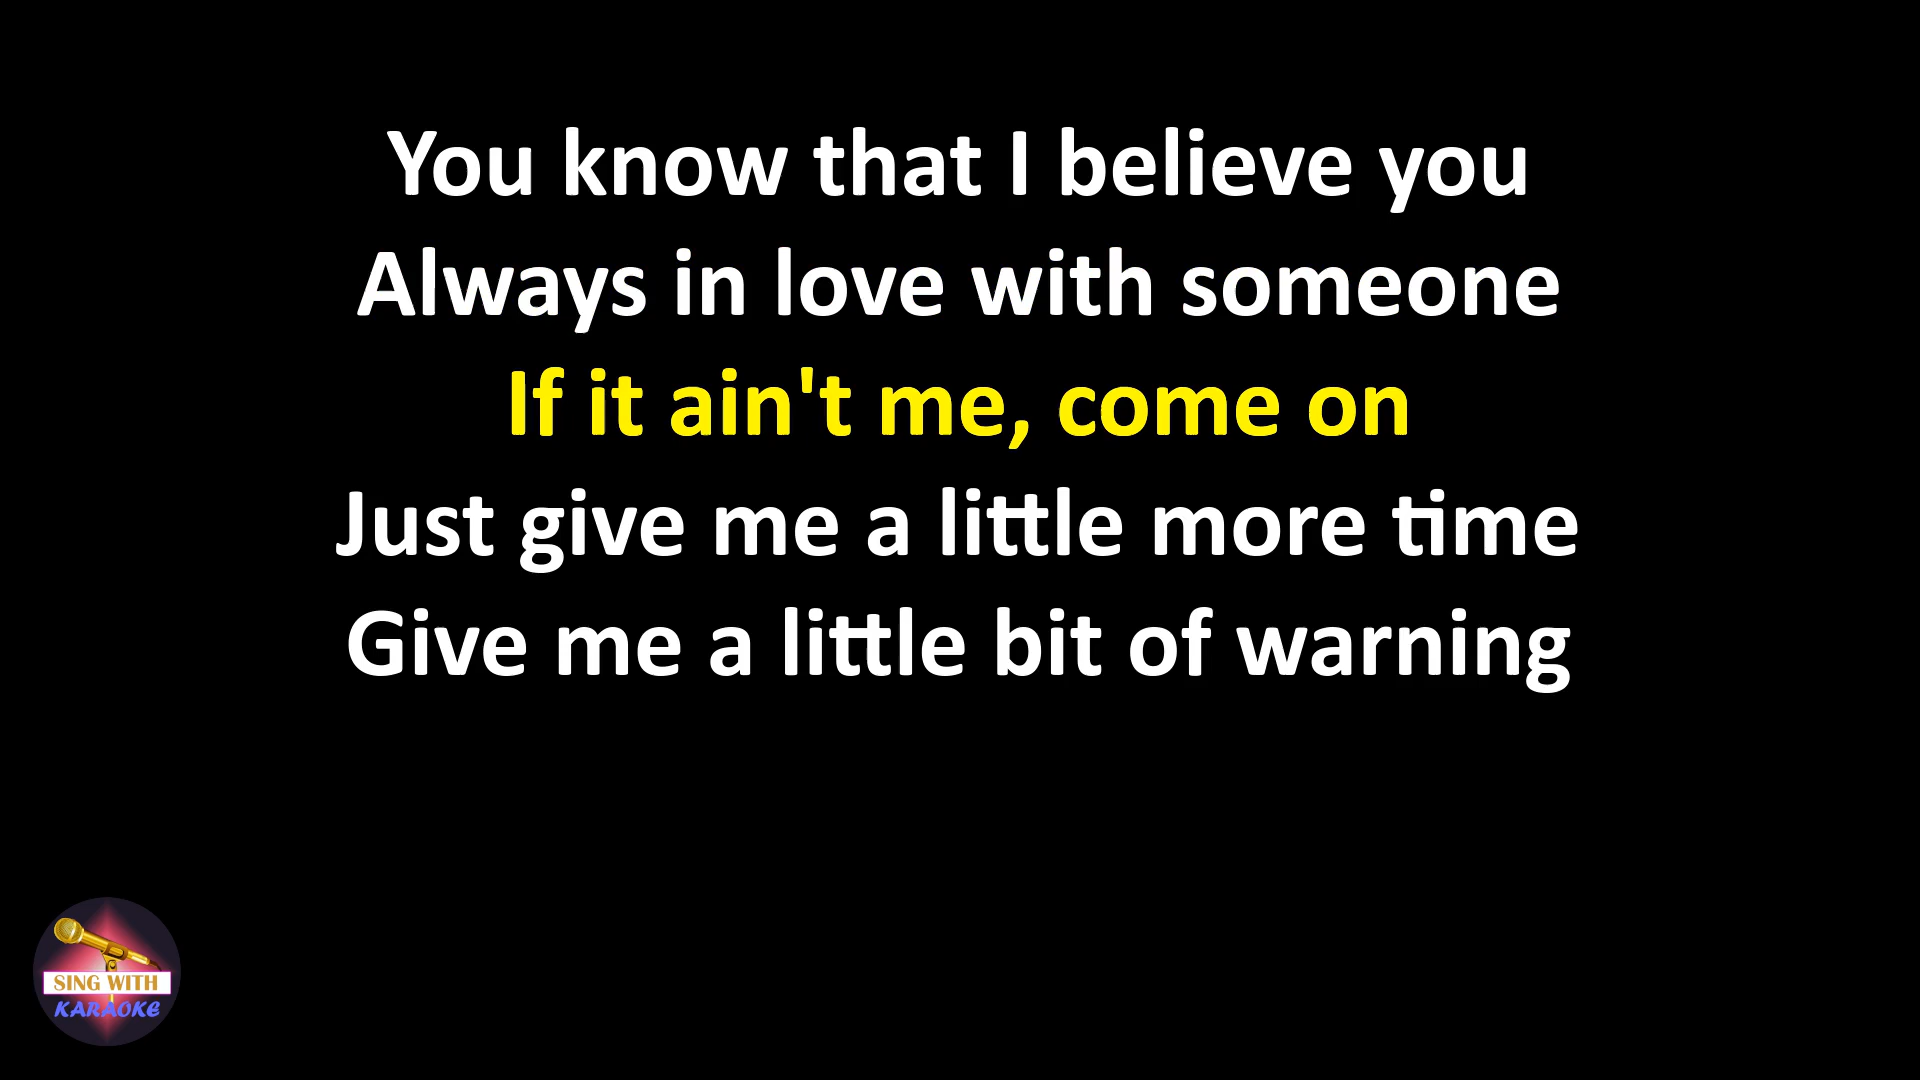 You know that I believe you
Always in love with someone
If it ain't me, come on
Just give me a little more time
Give me a little bit of warning
SING WITH
KARAOKE